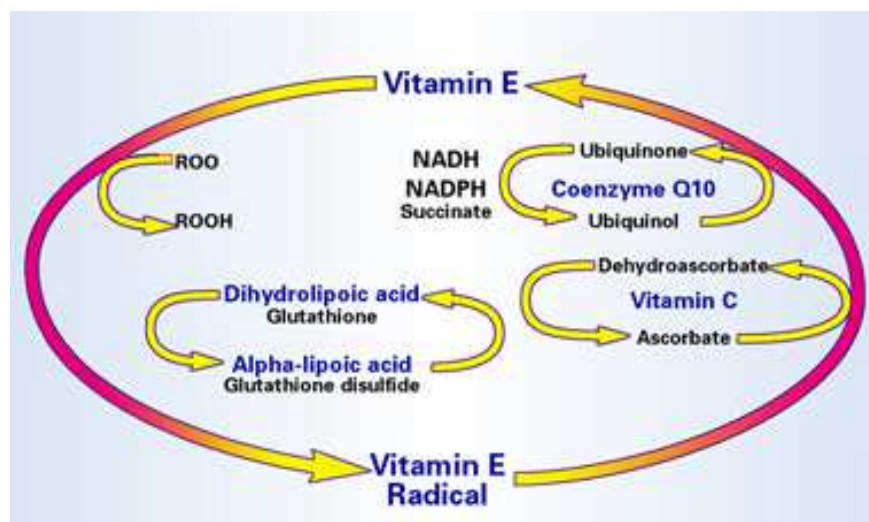 Vitamin E
ROO
ROOH
NADH
NADPH
Succinate
Ubiquinone
Coenzyme Q10
Ubiquinol
Dehydroascorbate
Vitamin C
Ascorbate
Dihydrolipoic acid
Glutathione
Alpha-lipoic acid
Glutathione disulfide
Vitamin E
Radical